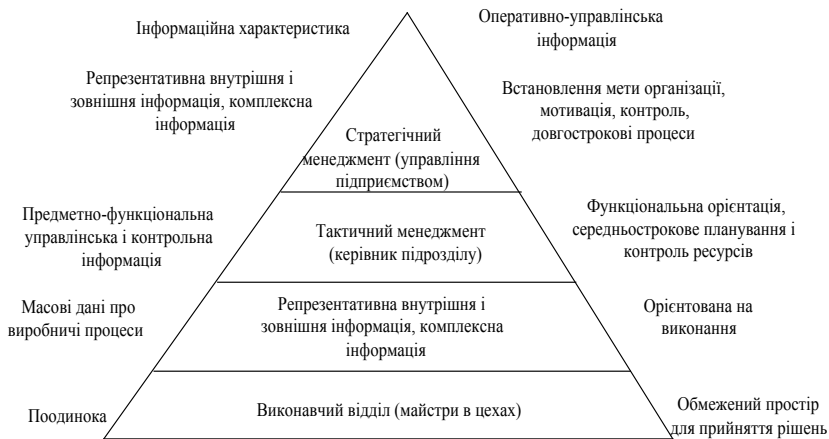 Інформаційна характеристика
Оперативно-управлінська
інформація
Репрезентативна внутрішня і
зовнішня інформація, комплексна
інформація
Встановлення мети організації,
мотивація, контроль,
довгострокові процеси
Стратегічний
менеджмент (управління
підприємством)
Предметно-функціональна
управлінська і контрольна
інформація
Тактичний менеджмент
(керівник підрозділу)
Функціональьна орієнтація,
середньострокове планування і
контроль ресурсів
Масові дані про
виробничі процеси
Репрезентативна внутрішня і
зовнішня інформація, комплексна
інформація
Орієнтована на
виконання
Поодинока
Виконавчий відділ (майстри в цехах)
Обмежений простір
для прийняття рішень